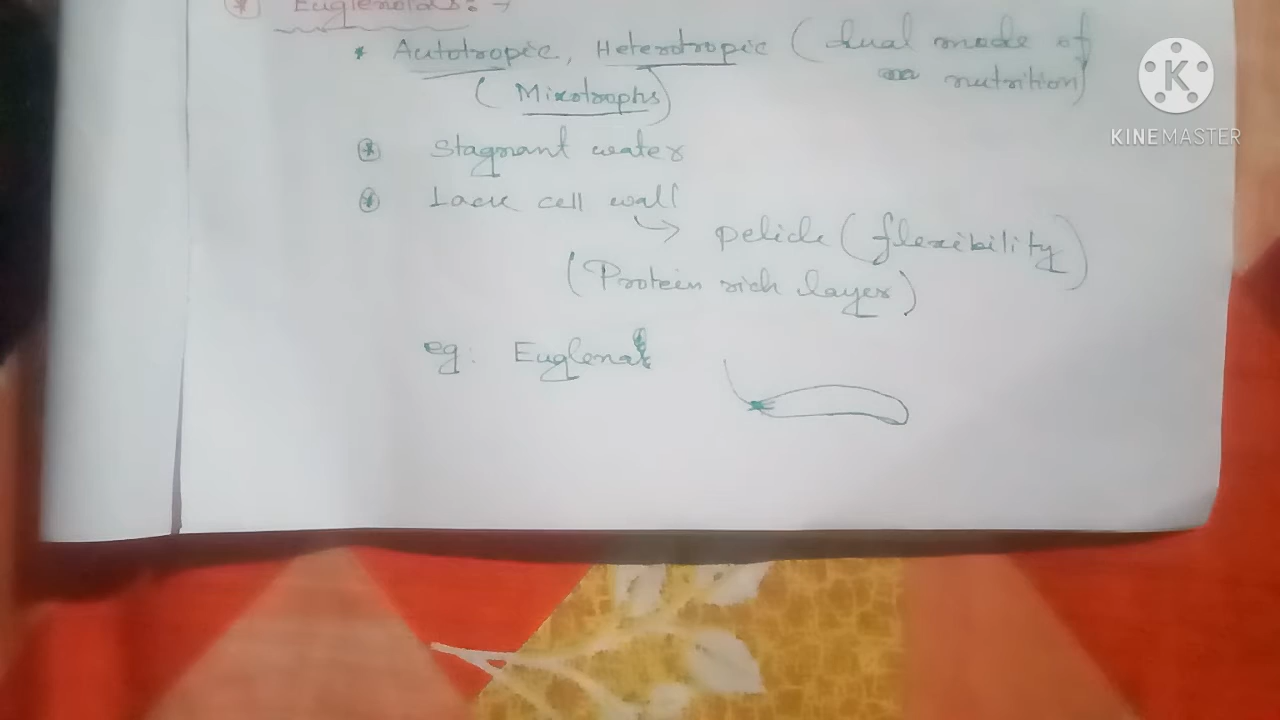 Euglenoids: →
* Autotropic, Heterotropic (dual mode of
nutrition)
(Mixotrophs)
* Stagnant water
* Lack cell wall
↳ pelicle (flexibility)
(Protein rich layer)
eg: Euglena
K
KINEMASTER